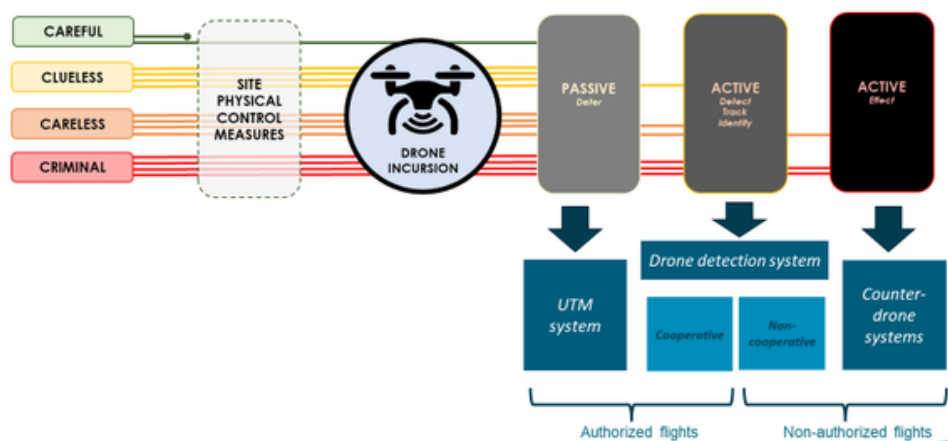 CAREFUL
CLUELESS
CARELESS
CRIMINAL
SITE
PHYSICAL
CONTROL
MEASURES
DRONE
INCURSION
PASSIVE
Deter
ACTIVE
Detect
Track
Identify
ACTIVE
Effect
UTM
system
Drone detection system
Cooperative
Non-
cooperative
Counter-
drone
systems
Authorized flights
Non-authorized flights